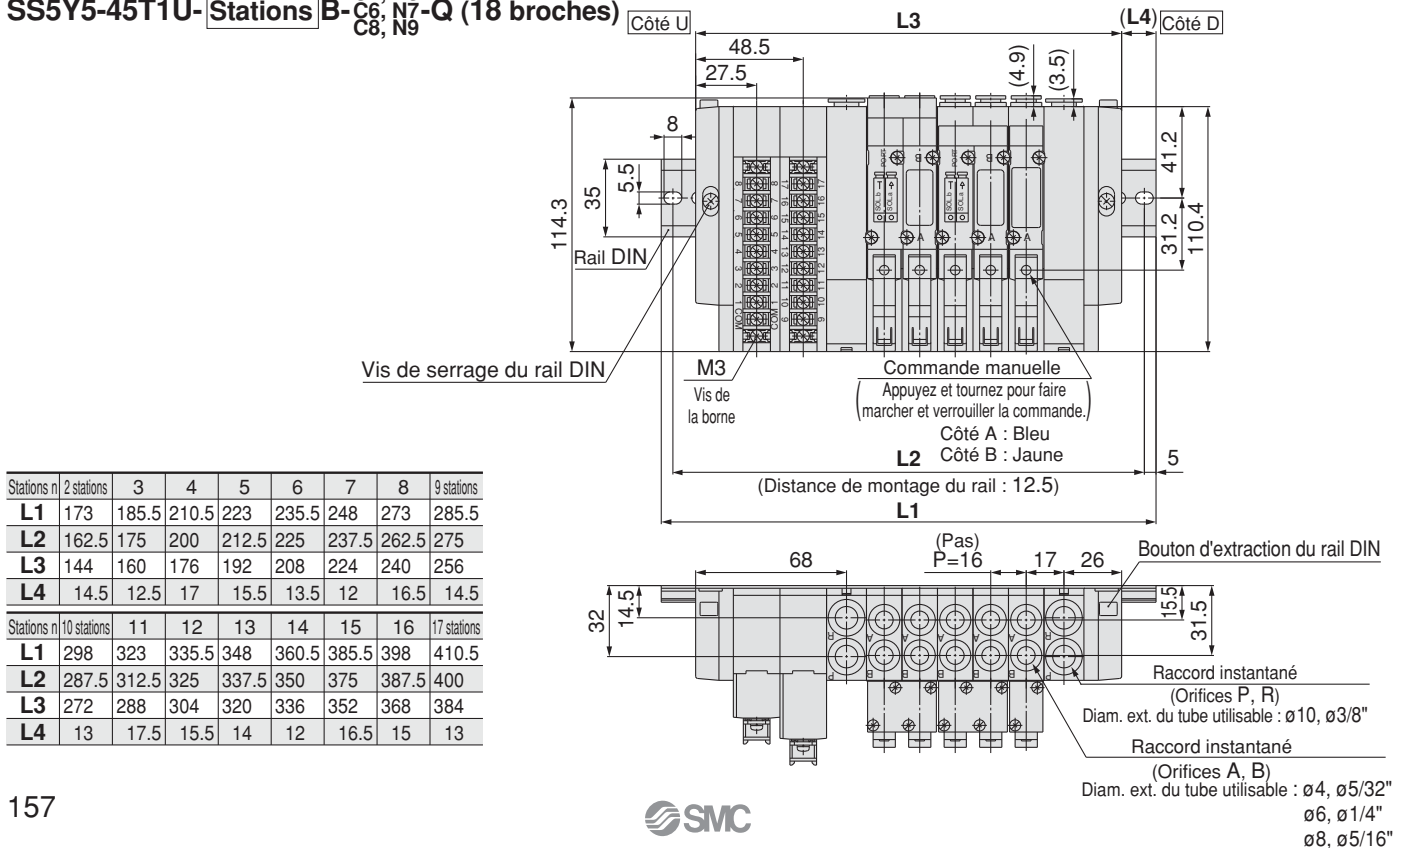 SS5Y5-45T1U- Stations B- C6, N7 -Q (18 broches)
C8, N9
Côté U
L3
(L4)
Côté D
48.5
27.5
(4.9)
(3.5)
8
5.5
35
114.3
41.2
31.2
110.4
Rail DIN
Vis de serrage du rail DIN
M3
Vis de
la borne
Commande manuelle
(Appuyez et tournez pour faire
marcher et verrouiller la commande.)
Côté A : Bleu
Côté B : Jaune
L2
5
(Distance de montage du rail : 12.5)
L1
Stations n 2 stations 3 4 5 6 7 8 9 stations
L1 173 185.5 210.5 223 235.5 248 273 285.5
L2 162.5 175 200 212.5 225 237.5 262.5 275
L3 144 160 176 192 208 224 240 256
L4 14.5 12.5 17 15.5 13.5 12 16.5 14.5
Stations n 10 stations 11 12 13 14 15 16 17 stations
L1 298 323 335.5 348 360.5 385.5 398 410.5
L2 287.5 312.5 325 337.5 350 375 387.5 400
L3 272 288 304 320 336 352 368 384
L4 13 17.5 15.5 14 12 16.5 15 13
68
(Pas)
P=16
17
26
Bouton d'extraction du rail DIN
32
14.5
15.5
31.5
Raccord instantané
(Orifices P, R)
Diam. ext. du tube utilisable : ø10, ø3/8"
Raccord instantané
(Orifices A, B)
Diam. ext. du tube utilisable : ø4, ø5/32"
ø6, ø1/4"
ø8, ø5/16"
157
SMC